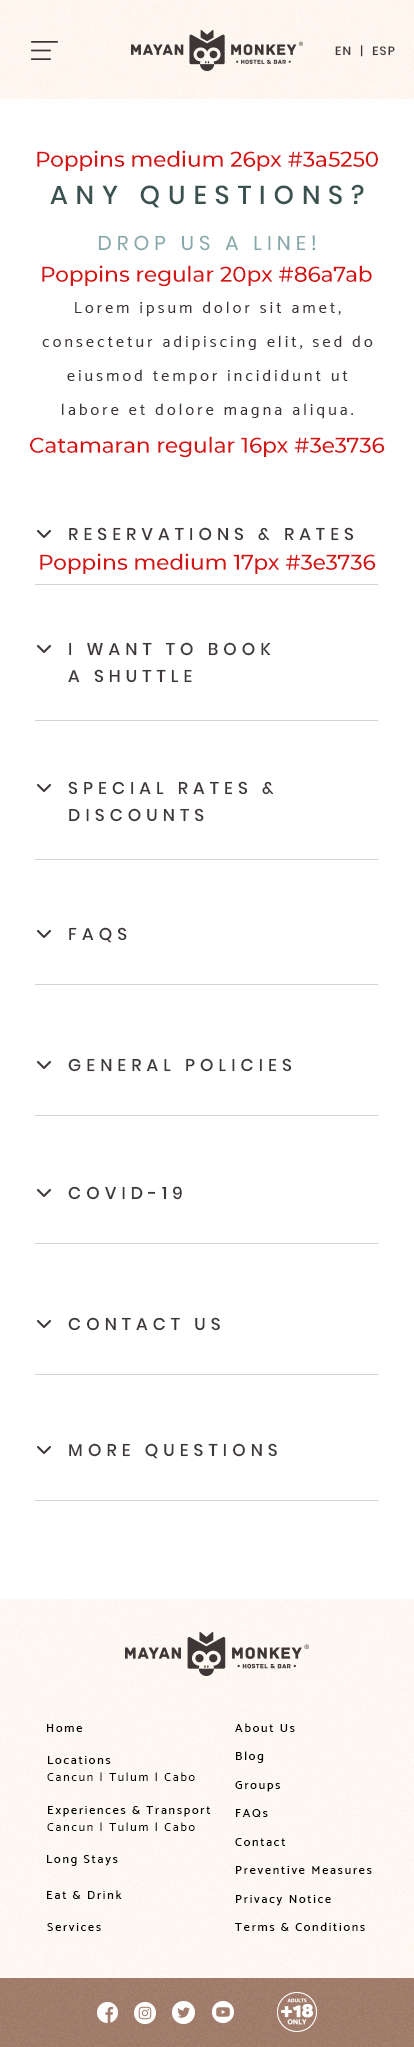 MAYAN MONKEY®
• HOSTEL & BAR •
EN | ESP
Poppins medium 26px #3a5250
ANY QUESTIONS?
DROP US A LINE!
Poppins regular 20px #86a7ab
Lorem ipsum dolor sit amet,
consectetur adipiscing elit, sed do
eiusmod tempor incididunt ut
labore et dolore magna aliqua.
Catamaran regular 16px #3e3736
RESERVATIONS & RATES
Poppins medium 17px #3e3736
I WANT TO BOOK
A SHUTTLE
SPECIAL RATES &
DISCOUNTS
FAQS
GENERAL POLICIES
COVID-19
CONTACT US
MORE QUESTIONS
MAYAN MONKEY®
• HOSTEL & BAR •
Home
Locations
Cancun | Tulum | Cabo
Experiences & Transport
Cancun | Tulum | Cabo
Long Stays
Eat & Drink
Services
About Us
Blog
Groups
FAQs
Contact
Preventive Measures
Privacy Notice
Terms & Conditions
ADULTS
+18
ONLY